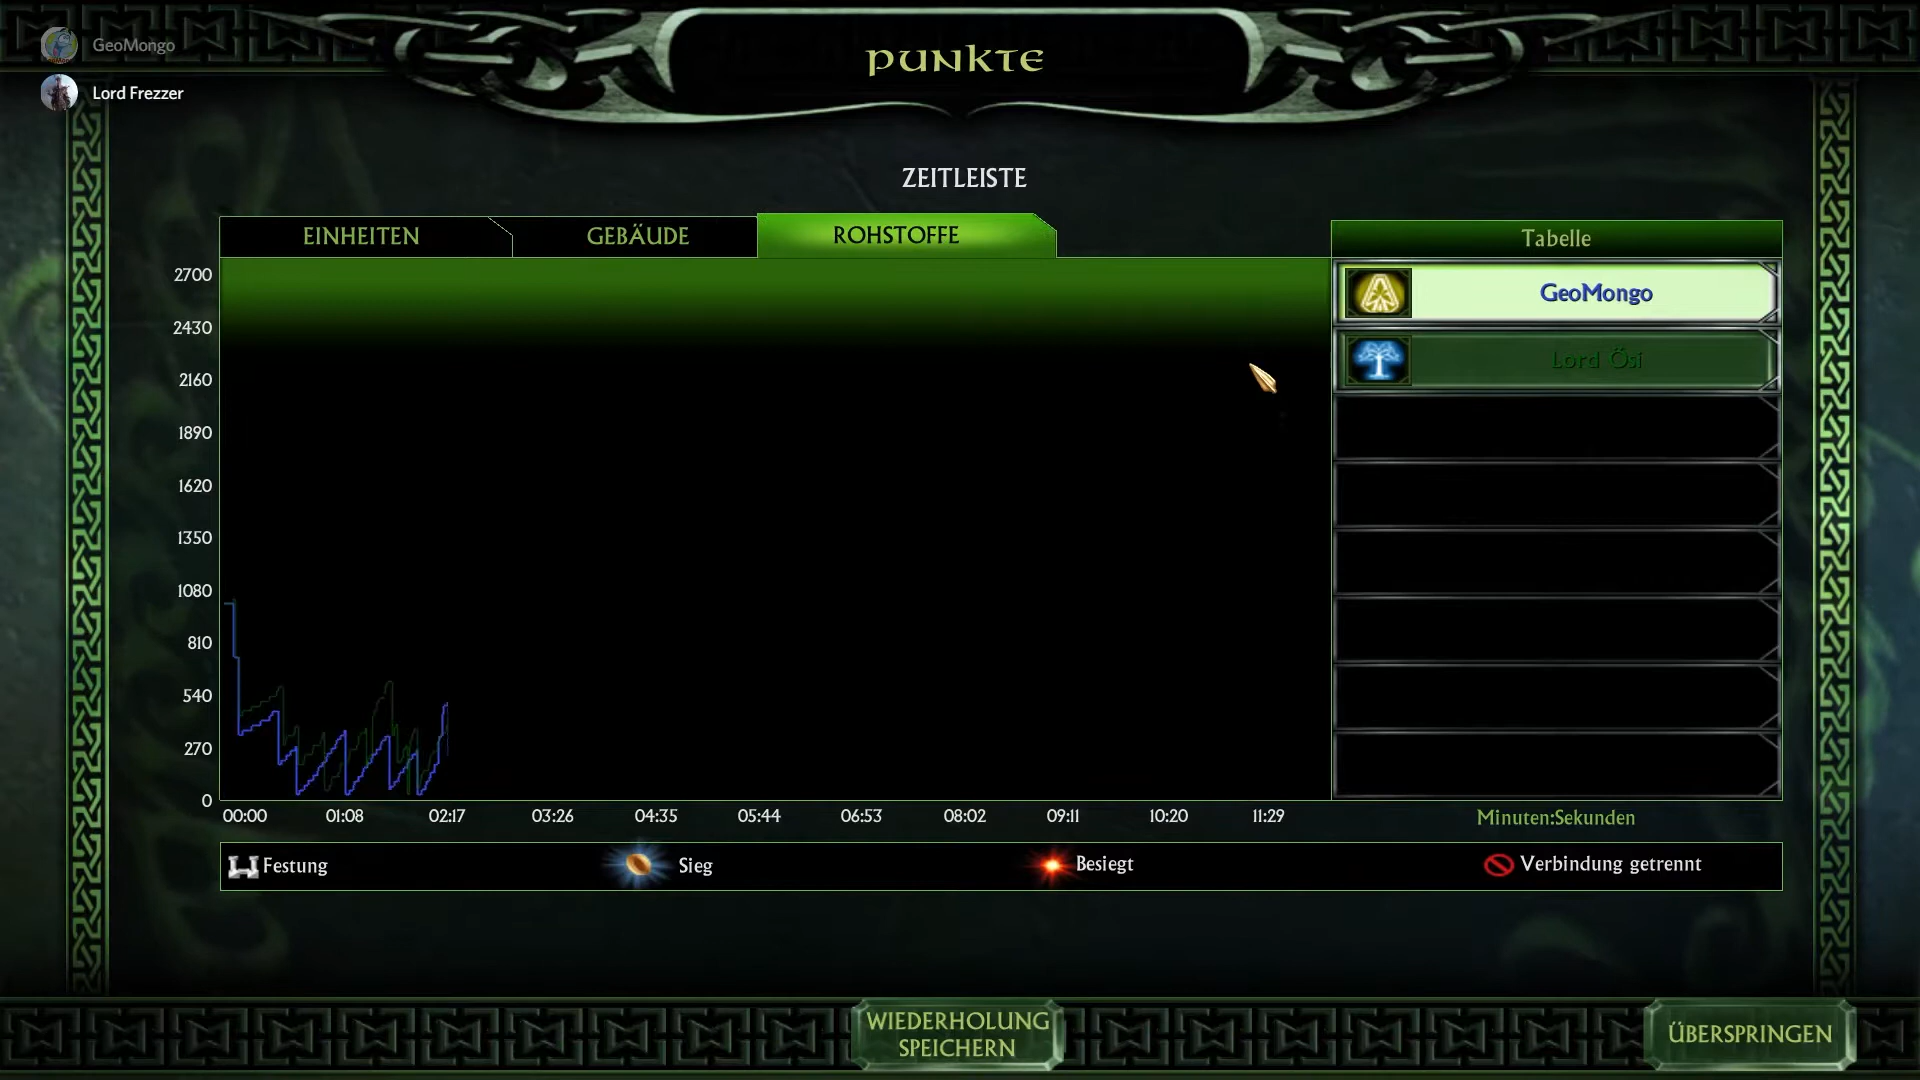 GeoMongo
PUNKTE
Lord Frezzer
ZEITLEISTE
EINHEITEN
GEBÄUDE
ROHSTOFFE
Tabelle
GeoMongo
Lord Ösi
2700
2430
2160
1890
1620
1350
1080
810
540
270
0
00:00 01:08 02:17 03:26 04:35 05:44 06:53 08:02 09:11 10:20 11:29
Minuten:Sekunden
Festung
Sieg
Besiegt
Verbindung getrennt
WIEDERHOLUNG
SPEICHERN
ÜBERSPRINGEN